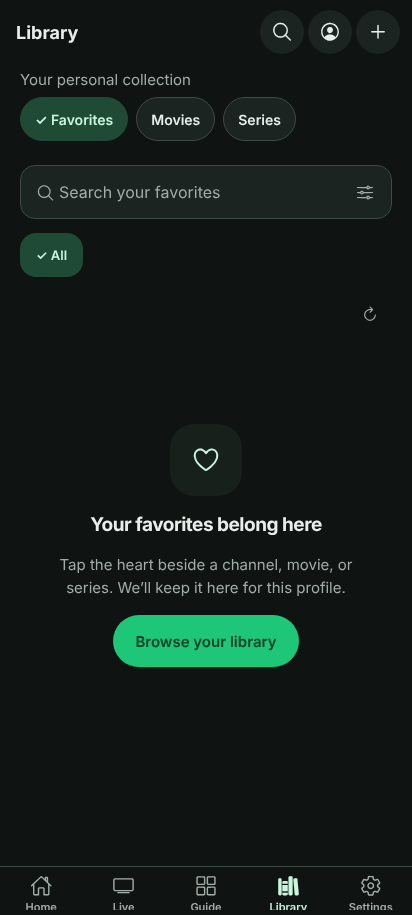 Library
Your personal collection
Favorites
Movies
Series
Search your favorites
All
Your favorites belong here
Tap the heart beside a channel, movie, or
series. We’ll keep it here for this profile.
Browse your library
Home
Live
Guide
Library
Settings